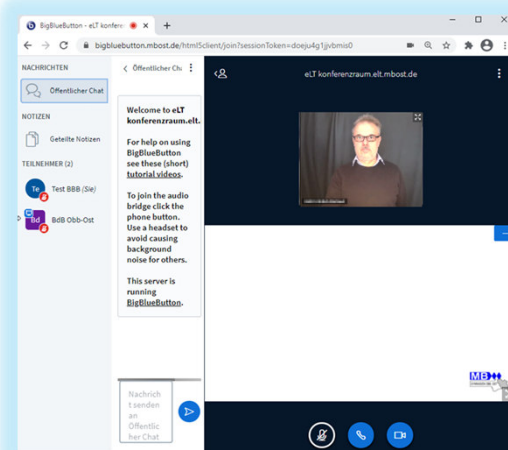 BigBlueButton - eLT konfere
bigbluebutton.mbost.de/html5client/join?sessionToken=doeju4g1jjvbmis0
NACHRICHTEN
Öffentlicher Chat
NOTIZEN
Geteilte Notizen
TEILNEHMER (2)
Te
Test BBB (Sie)
Bd
BdB Obb-Ost
Öffentlicher Ch
Welcome to eLT
konferenzraum.elt.
For help on using
BigBlueButton
see these (short)
tutorial videos.
To join the audio
bridge click the
phone button.
Use a headset to
avoid causing
background
noise for others.
This server is
running
BigBlueButton.
Nachrich
t senden
an
Öffentlic
her Chat
eLT konferenzraum.elt.mbost.de
MB